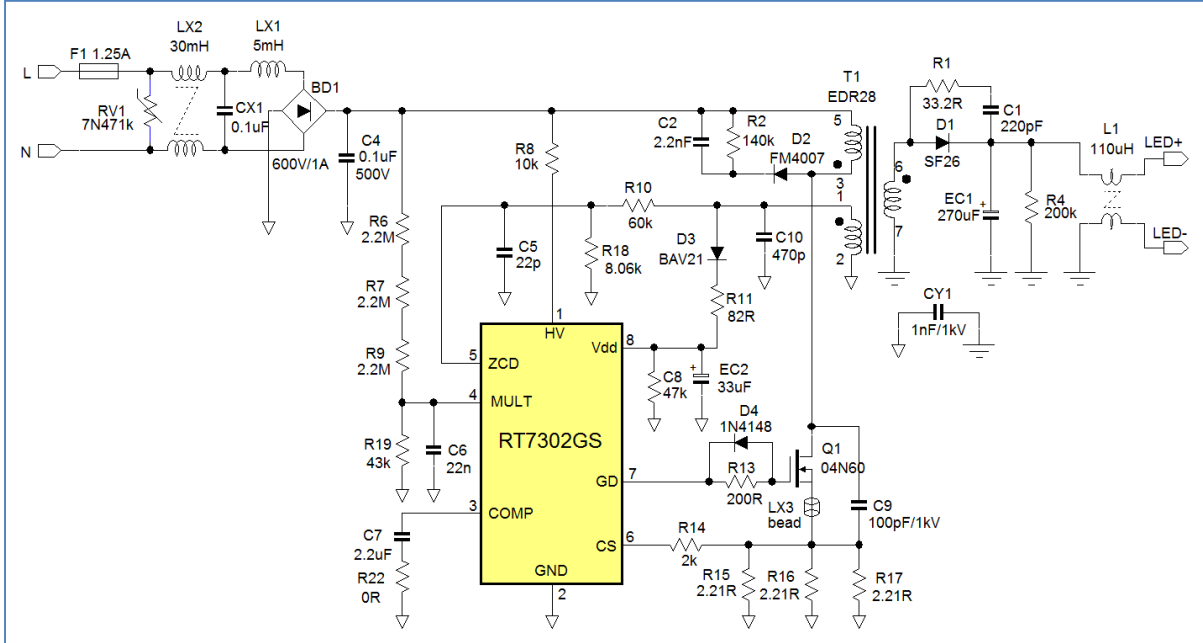 LX2
30mH
LX1
5mH
F1 1.25A
L
RV1
7N471k
CX1
0.1uF
BD1
600V/1A
N
C4
0.1uF
500V
R8
10k
C2
2.2nF
R2
140k
D2
FM4007
T1
EDR28
5
3
1
2
6
7
R1
33.2R
C1
220pF
D1
SF26
L1
110uH
LED+
LED-
EC1
270uF
+
R4
200k
CY1
1nF/1kV
R6
2.2M
R7
2.2M
R9
2.2M
R19
43k
C6
22n
C5
22p
R18
8.06k
R10
60k
D3
BAV21
C10
470p
R11
82R
C8
47k
EC2
33uF
+
1
HV
5
ZCD
4
MULT
3
COMP
GND
2
Vdd
8
GD
7
CS
6
RT7302GS
C7
2.2uF
R22
0R
D4
1N4148
R13
200R
Q1
04N60
LX3
bead
C9
100pF/1kV
R14
2k
R15
2.21R
R16
2.21R
R17
2.21R